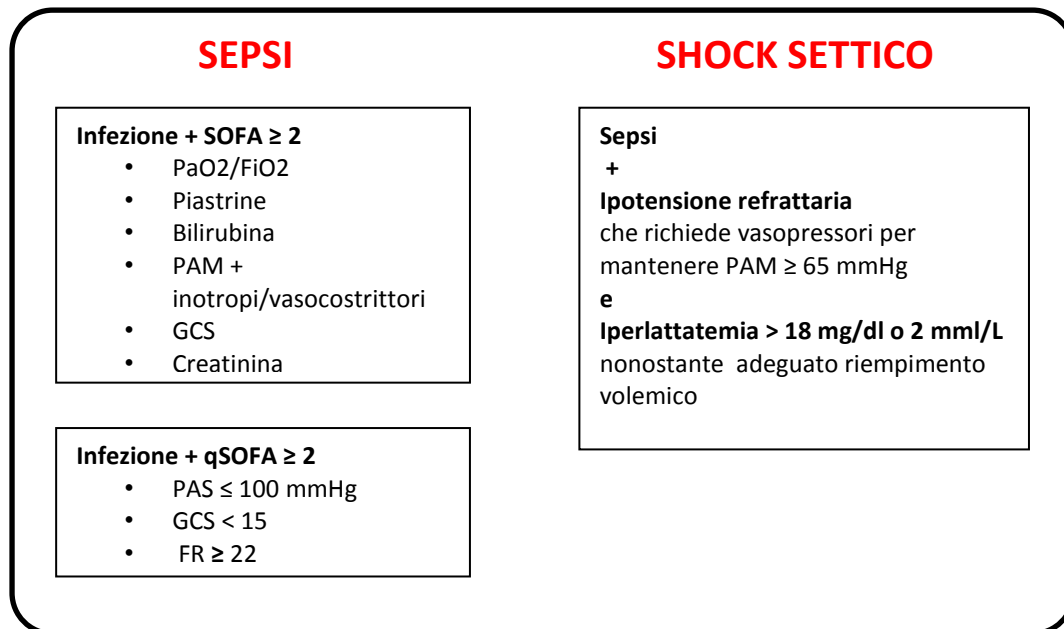 SEPSI
Infezione + SOFA ≥ 2
• PaO2/FiO2
• Piastrine
• Bilirubina
• PAM +
inotropi/vasocostrittori
• GCS
• Creatinina
Infezione + qSOFA ≥ 2
• PAS ≤ 100 mmHg
• GCS < 15
• FR ≥ 22
SHOCK SETTICO
Sepsi
+
Ipotensione refrattaria
che richiede vasopressori per
mantenere PAM ≥ 65 mmHg
e
Iperlattatemia > 18 mg/dl o 2 mml/L
nonostante adeguato riempimento
volemico